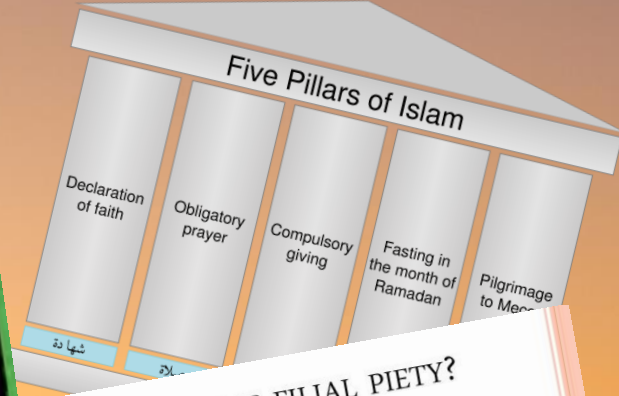 Five Pillars of Islam
Declaration
of faith
Obligatory
prayer
Compulsory
giving
Fasting in
the month of
Ramadan
Pilgrimage
to
شهادة
FILIAL PIETY?